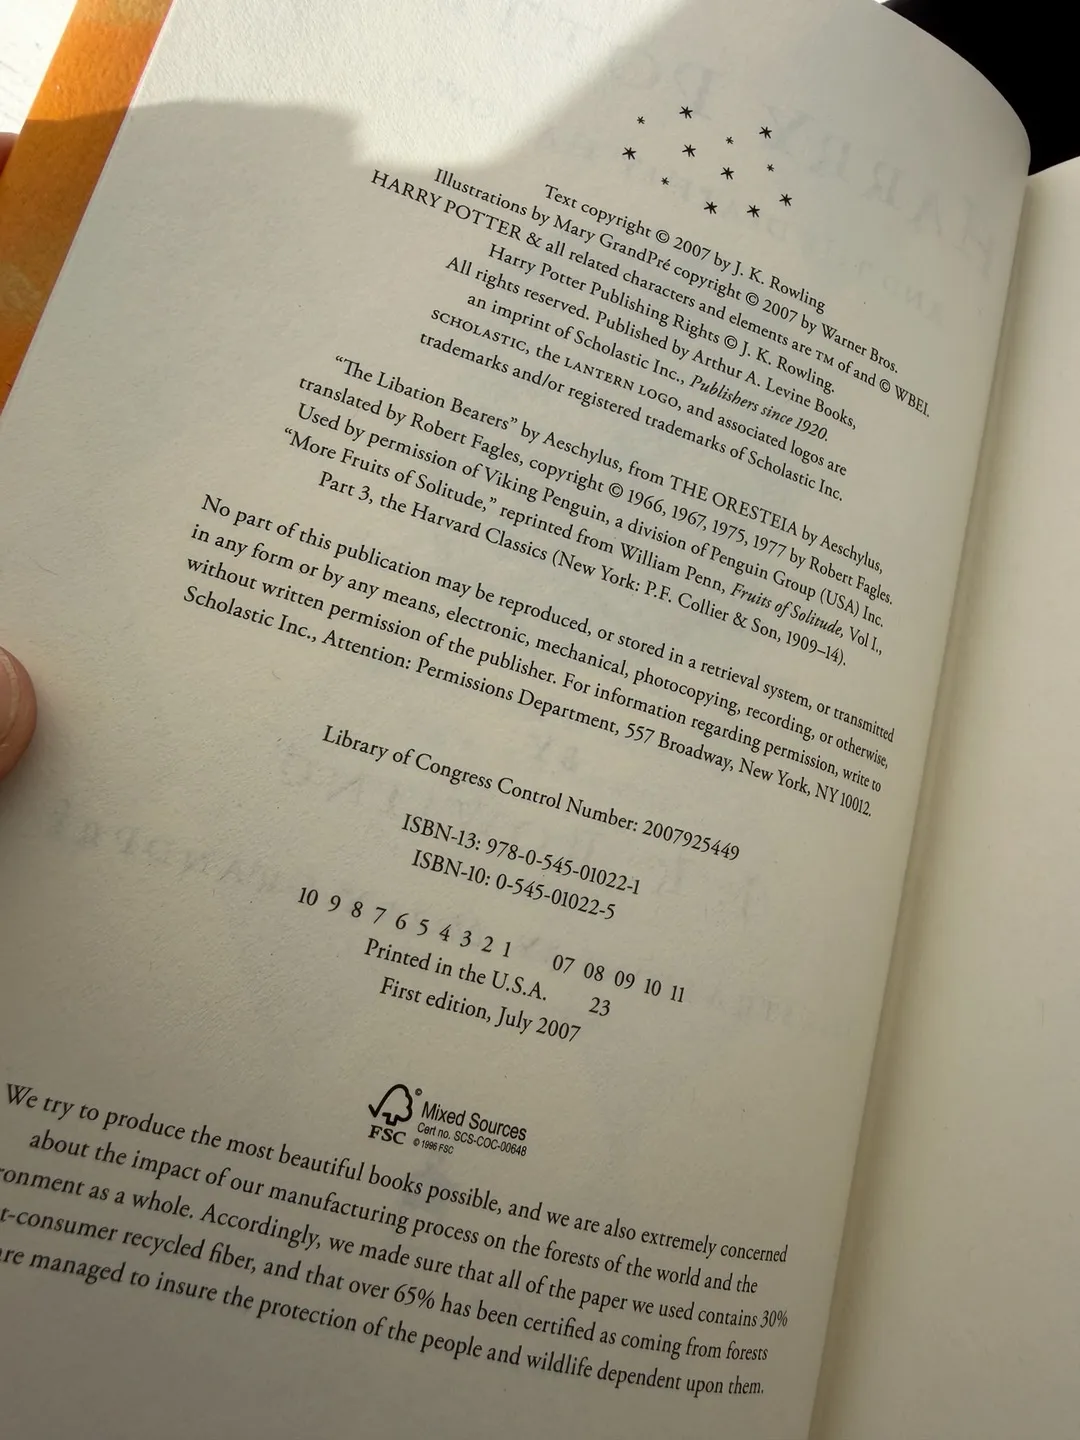 Text copyright © 2007 by J. K. Rowling
Illustrations by Mary GrandPré copyright © 2007 by Warner Bros.
HARRY POTTER & all related characters and elements are TM of and © WBEI.
Harry Potter Publishing Rights © J. K. Rowling.
All rights reserved. Published by Arthur A. Levine Books,
an imprint of Scholastic Inc., Publishers since 1920.
SCHOLASTIC, the LANTERN LOGO, and associated logos are
trademarks and/or registered trademarks of Scholastic Inc.
“The Libation Bearers” by Aeschylus, from THE ORESTEIA by Aeschylus,
translated by Robert Fagles, copyright © 1966, 1967, 1975, 1977 by Robert Fagles.
Used by permission of Viking Penguin, a division of Penguin Group (USA) Inc.
“More Fruits of Solitude,” reprinted from William Penn, Fruits of Solitude, Vol I.,
Part 3, the Harvard Classics (New York: P.F. Collier & Son, 1909–14).
No part of this publication may be reproduced, or stored in a retrieval system, or transmitted
in any form or by any means, electronic, mechanical, photocopying, recording, or otherwise,
without written permission of the publisher. For information regarding permission, write to
Scholastic Inc., Attention: Permissions Department, 557 Broadway, New York, NY 10012.
Library of Congress Control Number: 2007925449
ISBN-13: 978-0-545-01022-1
ISBN-10: 0-545-01022-5
10 9 8 7 6 5 4 3 2 1 07 08 09 10 11
Printed in the U.S.A. 23
First edition, July 2007
FSC
Mixed Sources
Cert no. SCS-COC-00648
© 1996 FSC
We try to produce the most beautiful books possible, and we are also extremely concerned
about the impact of our manufacturing process on the forests of the world and the
ronment as a whole. Accordingly, we made sure that all of the paper we used contains 30%
t-consumer recycled fiber, and that over 65% has been certified as coming from forests
are managed to insure the protection of the people and wildlife dependent upon them.